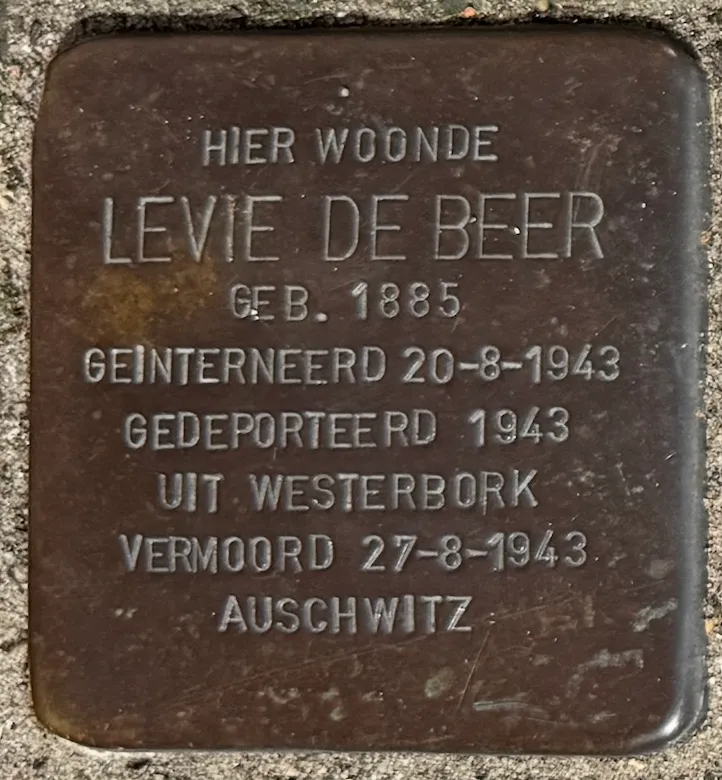 HIER WOONDE
LEVIE DE BEER
GEB. 1885
GEINTERNEERD 20-8-1943
GEDEPORTEERD 1943
UIT WESTERBORK
VERMOORD 27-8-1943
AUSCHWITZ